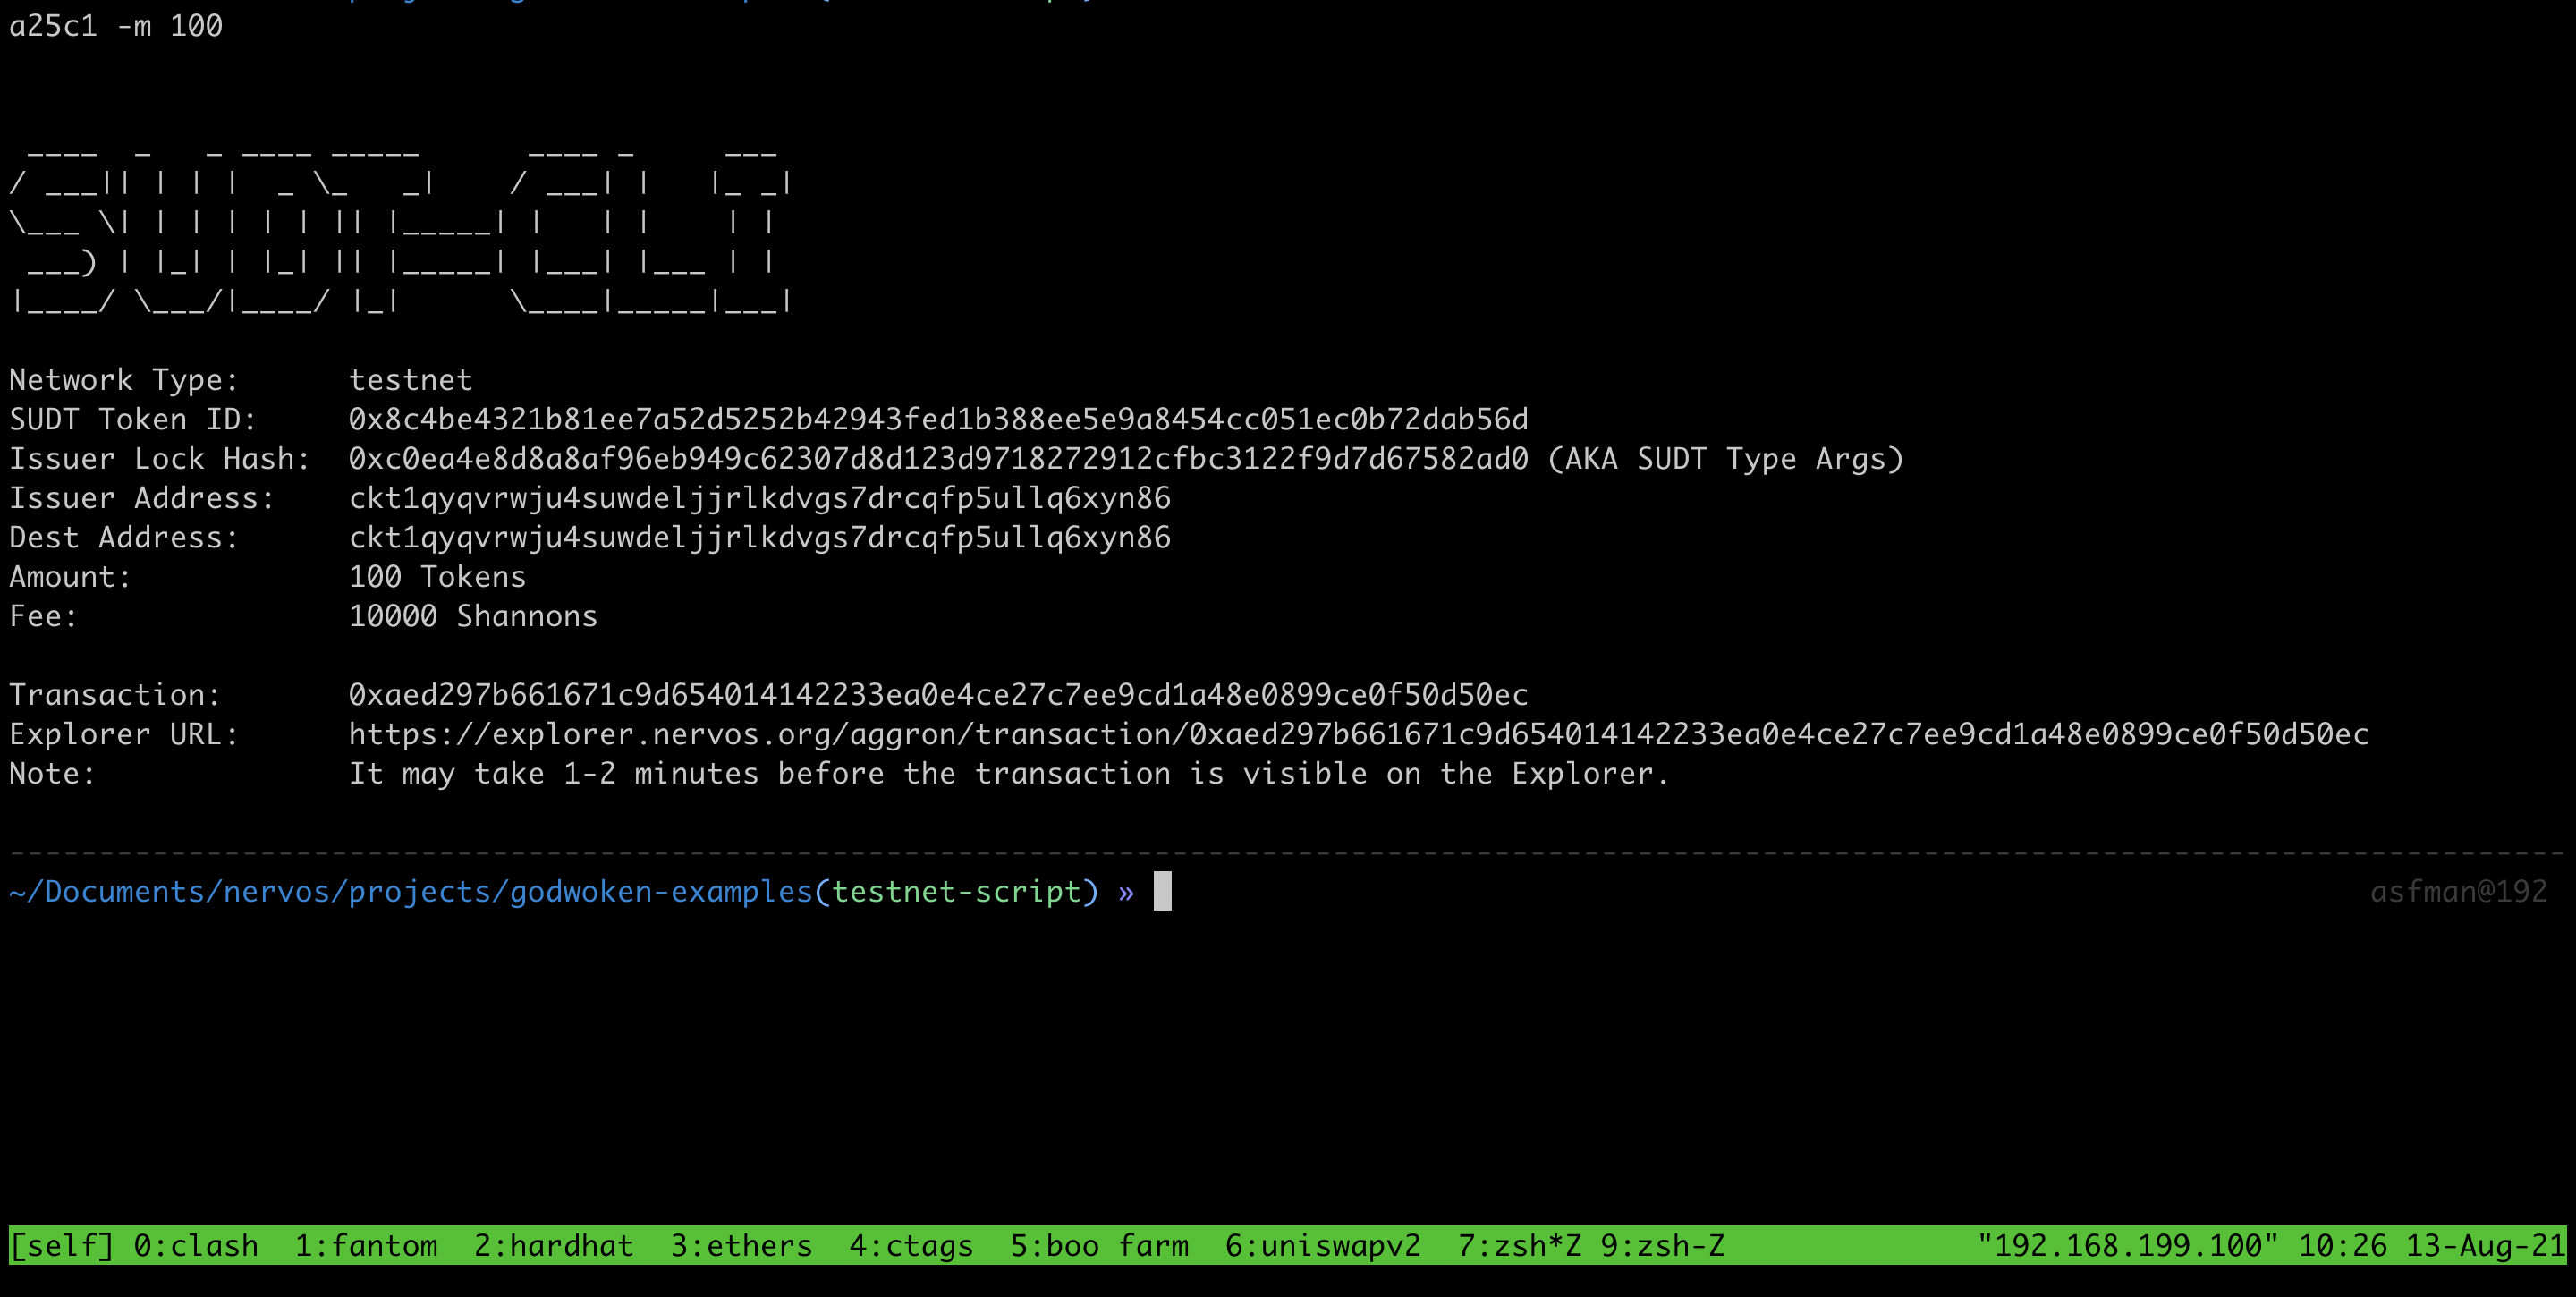 a25c1 -m 100
  ____  _   _ ____ _____      ____ _     ___
/ ___|| | | |  _ \_   _|    / ___| |   |_ _|
\___ \| | | | | | || |_____| |   | |    | |
 ___) | |_| | |_| || |_____| |___| |___ | |
|____/ \___/|____/ |_|      \____|_____|___|
Network Type:      testnet
SUDT Token ID:     0x8c4be4321b81ee7a52d5252b42943fed1b388ee5e9a8454cc051ec0b72dab56d
Issuer Lock Hash:  0xc0ea4e8d8a8af96eb949c62307d8d123d9718272912cfbc3122f9d7d67582ad0 (AKA SUDT Type Args)
Issuer Address:    ckt1qyqvrwju4suwdeljjrlkdvgs7drcqfp5ullq6xyn86
Dest Address:      ckt1qyqvrwju4suwdeljjrlkdvgs7drcqfp5ullq6xyn86
Amount:            100 Tokens
Fee:               10000 Shannons
Transaction:       0xaed297b661671c9d654014142233ea0e4ce27c7ee9cd1a48e0899ce0f50d50ec
Explorer URL:      https://explorer.nervos.org/aggron/transaction/0xaed297b661671c9d654014142233ea0e4ce27c7ee9cd1a48e0899ce0f50d50ec
Note:              It may take 1-2 minutes before the transaction is visible on the Explorer.
~/Documents/nervos/projects/godwoken-examples(testnet-script) » asfman@192
[self] 0:clash  1:fantom  2:hardhat  3:ethers  4:ctags  5:boo farm  6:uniswapv2  7:zsh*Z 9:zsh-Z "192.168.199.100" 10:26 13-Aug-21